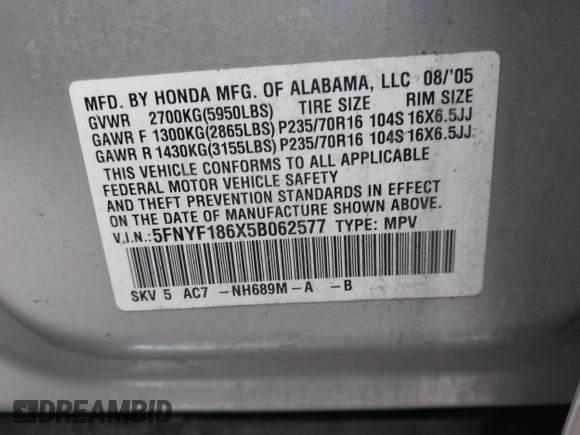 MFD. BY HONDA MFG. OF ALABAMA, LLC 08/'05
GVWR 2700KG(5950LBS) TIRE SIZE RIM SIZE
GAWR F 1300KG(2865LBS) P235/70R16 104S 16X6.5JJ
GAWR R 1430KG(3155LBS) P235/70R16 104S 16X6.5JJ
THIS VEHICLE CONFORMS TO ALL APPLICABLE
FEDERAL MOTOR VEHICLE SAFETY
AND THEFT PREVENTION STANDARDS IN EFFECT
ON THE DATE OF MANUFACTURE SHOWN ABOVE.
V.I.N.: 5FNYF186X5B062577 TYPE: MPV
SKV 5 AC7 -NH689M-A -B
DREAMBID